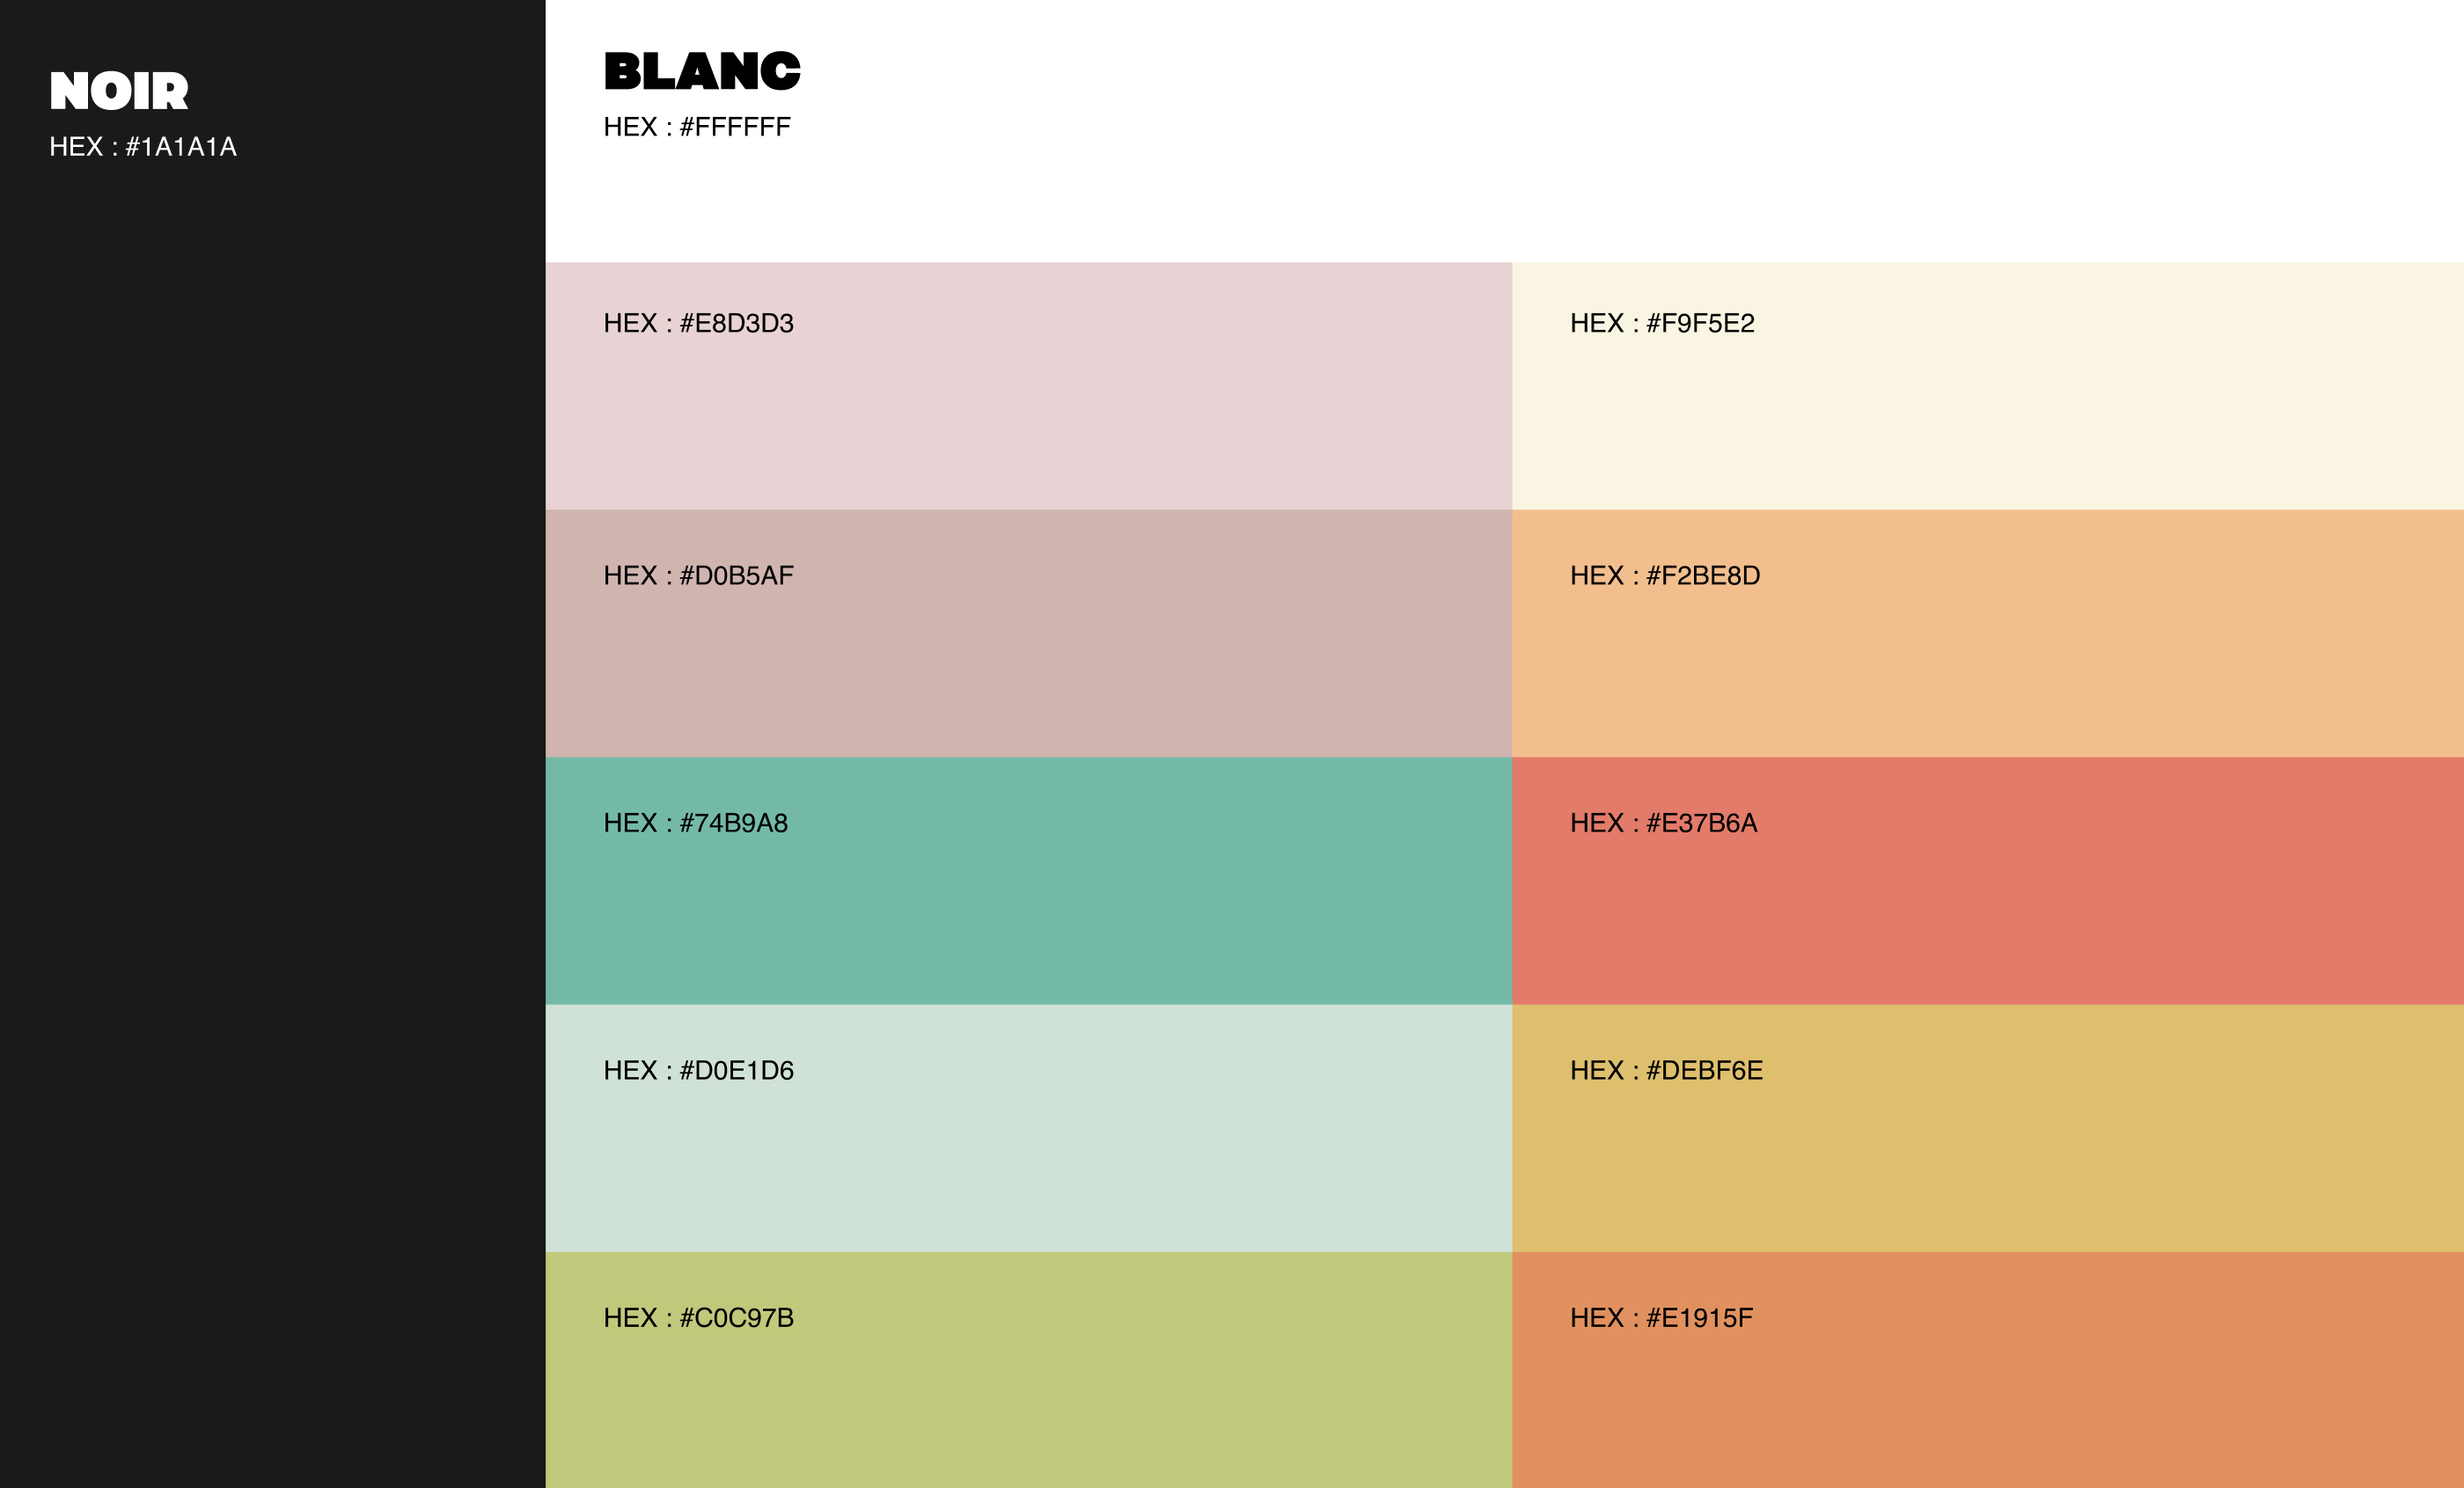 NOIR
HEX : #1A1A1A
BLANC
HEX : #FFFFFF
HEX : #E8D3D3
HEX : #F9F5E2
HEX : #D0B5AF
HEX : #F2BE8D
HEX : #74B9A8
HEX : #E37B6A
HEX : #D0E1D6
HEX : #DEBF6E
HEX : #C0C97B
HEX : #E1915F